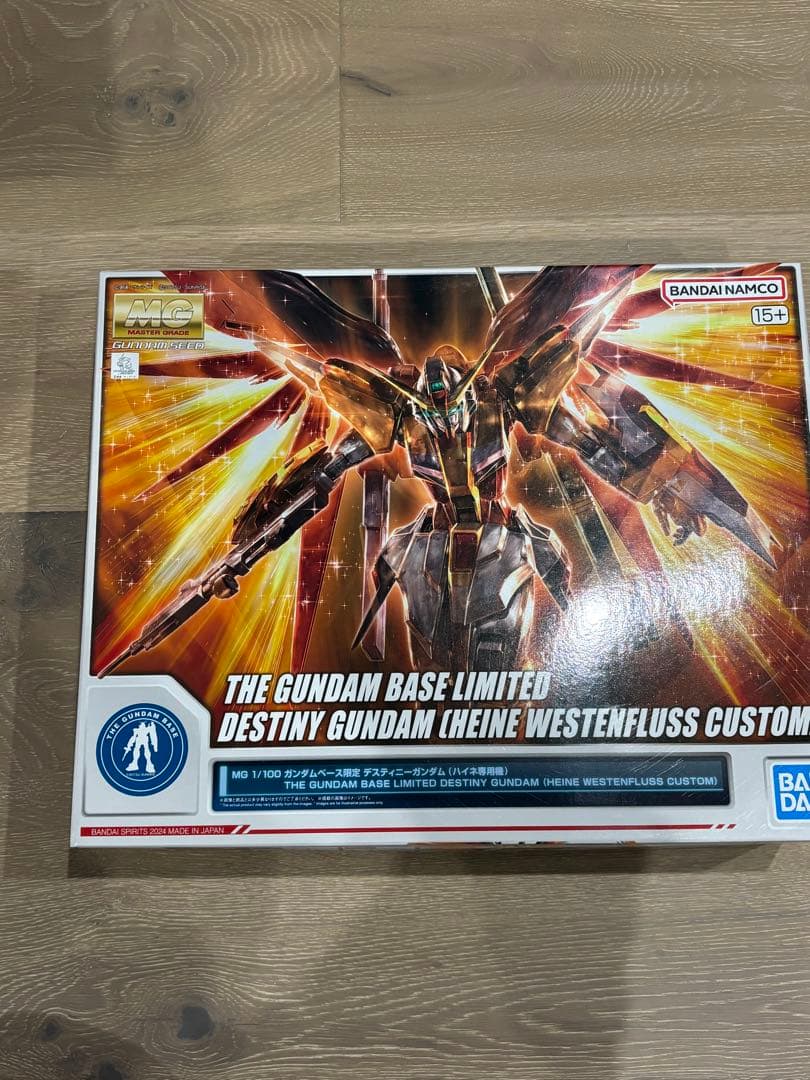 BANDAI NAMCO
15+
MG
MASTER GRADE
GUNDAM SEED
THE GUNDAM BASE LIMITED
DESTINY GUNDAM (HEINE WESTENFLUSS CUSTOM
THE GUNDAM BASE
MG 1/100 ガンダムベース限定 デスティニーガンダム（ハイネ専用機）
THE GUNDAM BASE LIMITED DESTINY GUNDAM (HEINE WESTENFLUSS CUSTOM)
BA
DA
BANDAI SPIRITS 2024 MADE IN JAPAN